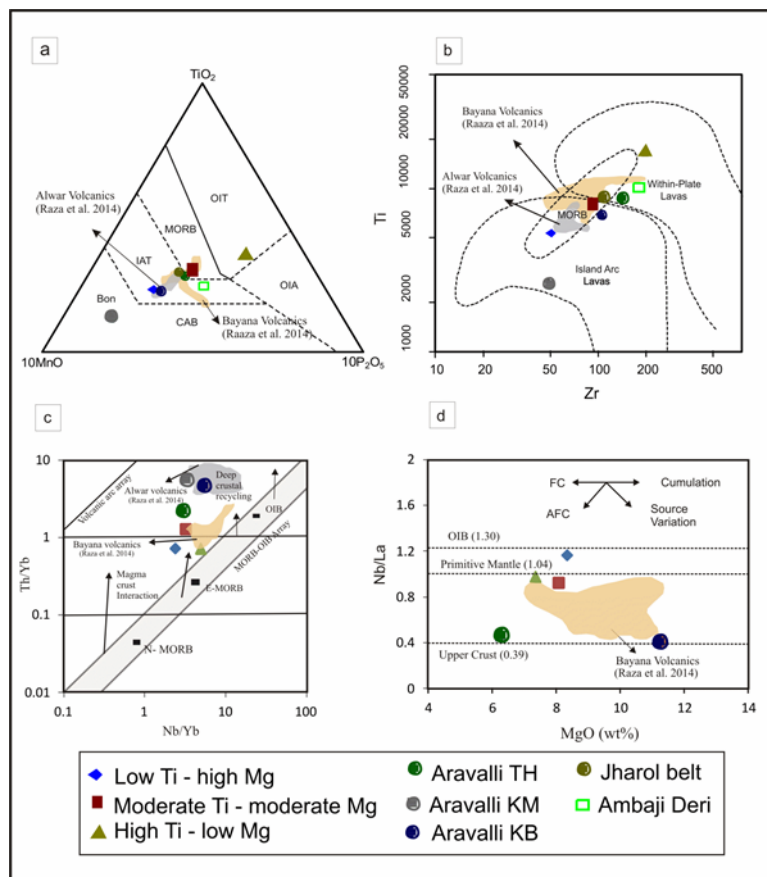 a
TiO2
OIT
Alwar Volcanics
(Raza et al. 2014)
MORB
IAT
OIA
Bon
CAB
Bayana Volcanics
(Raaza et al. 2014)
10MnO
10P2O5
b
Ti
1000
2000
5000
10000
20000
50000
Bayana Volcanics
(Raaza et al. 2014)
Alwar Volcanics
(Raza et al. 2014)
Within-Plate
Lavas
MORB
Island Arc
Lavas
10
20
50
100
200
500
Zr
c
Th/Yb
10
1
0.1
0.01
Volcanic arc array
Alwar volcanics
(Raza et al. 2014)
Deep
crustal
recycling
OIB
Bayana volcanics
(Raza et al. 2014)
MORB-OIB Array
Magma
crust
Interaction
E-MORB
N- MORB
0.1
1
10
100
Nb/Yb
d
Nb/La
2
1.6
1.2
0.8
0.4
0
FC
Cumulation
AFC
Source
Variation
OIB (1.30)
Primitive Mantle (1.04)
Upper Crust (0.39)
Bayana Volcanics
(Raza et al. 2014)
4
6
8
10
12
14
MgO (wt%)
Low Ti - high Mg
Aravalli TH
Jharol belt
Moderate Ti - moderate Mg
Aravalli KM
Ambaji Deri
High Ti - low Mg
Aravalli KB